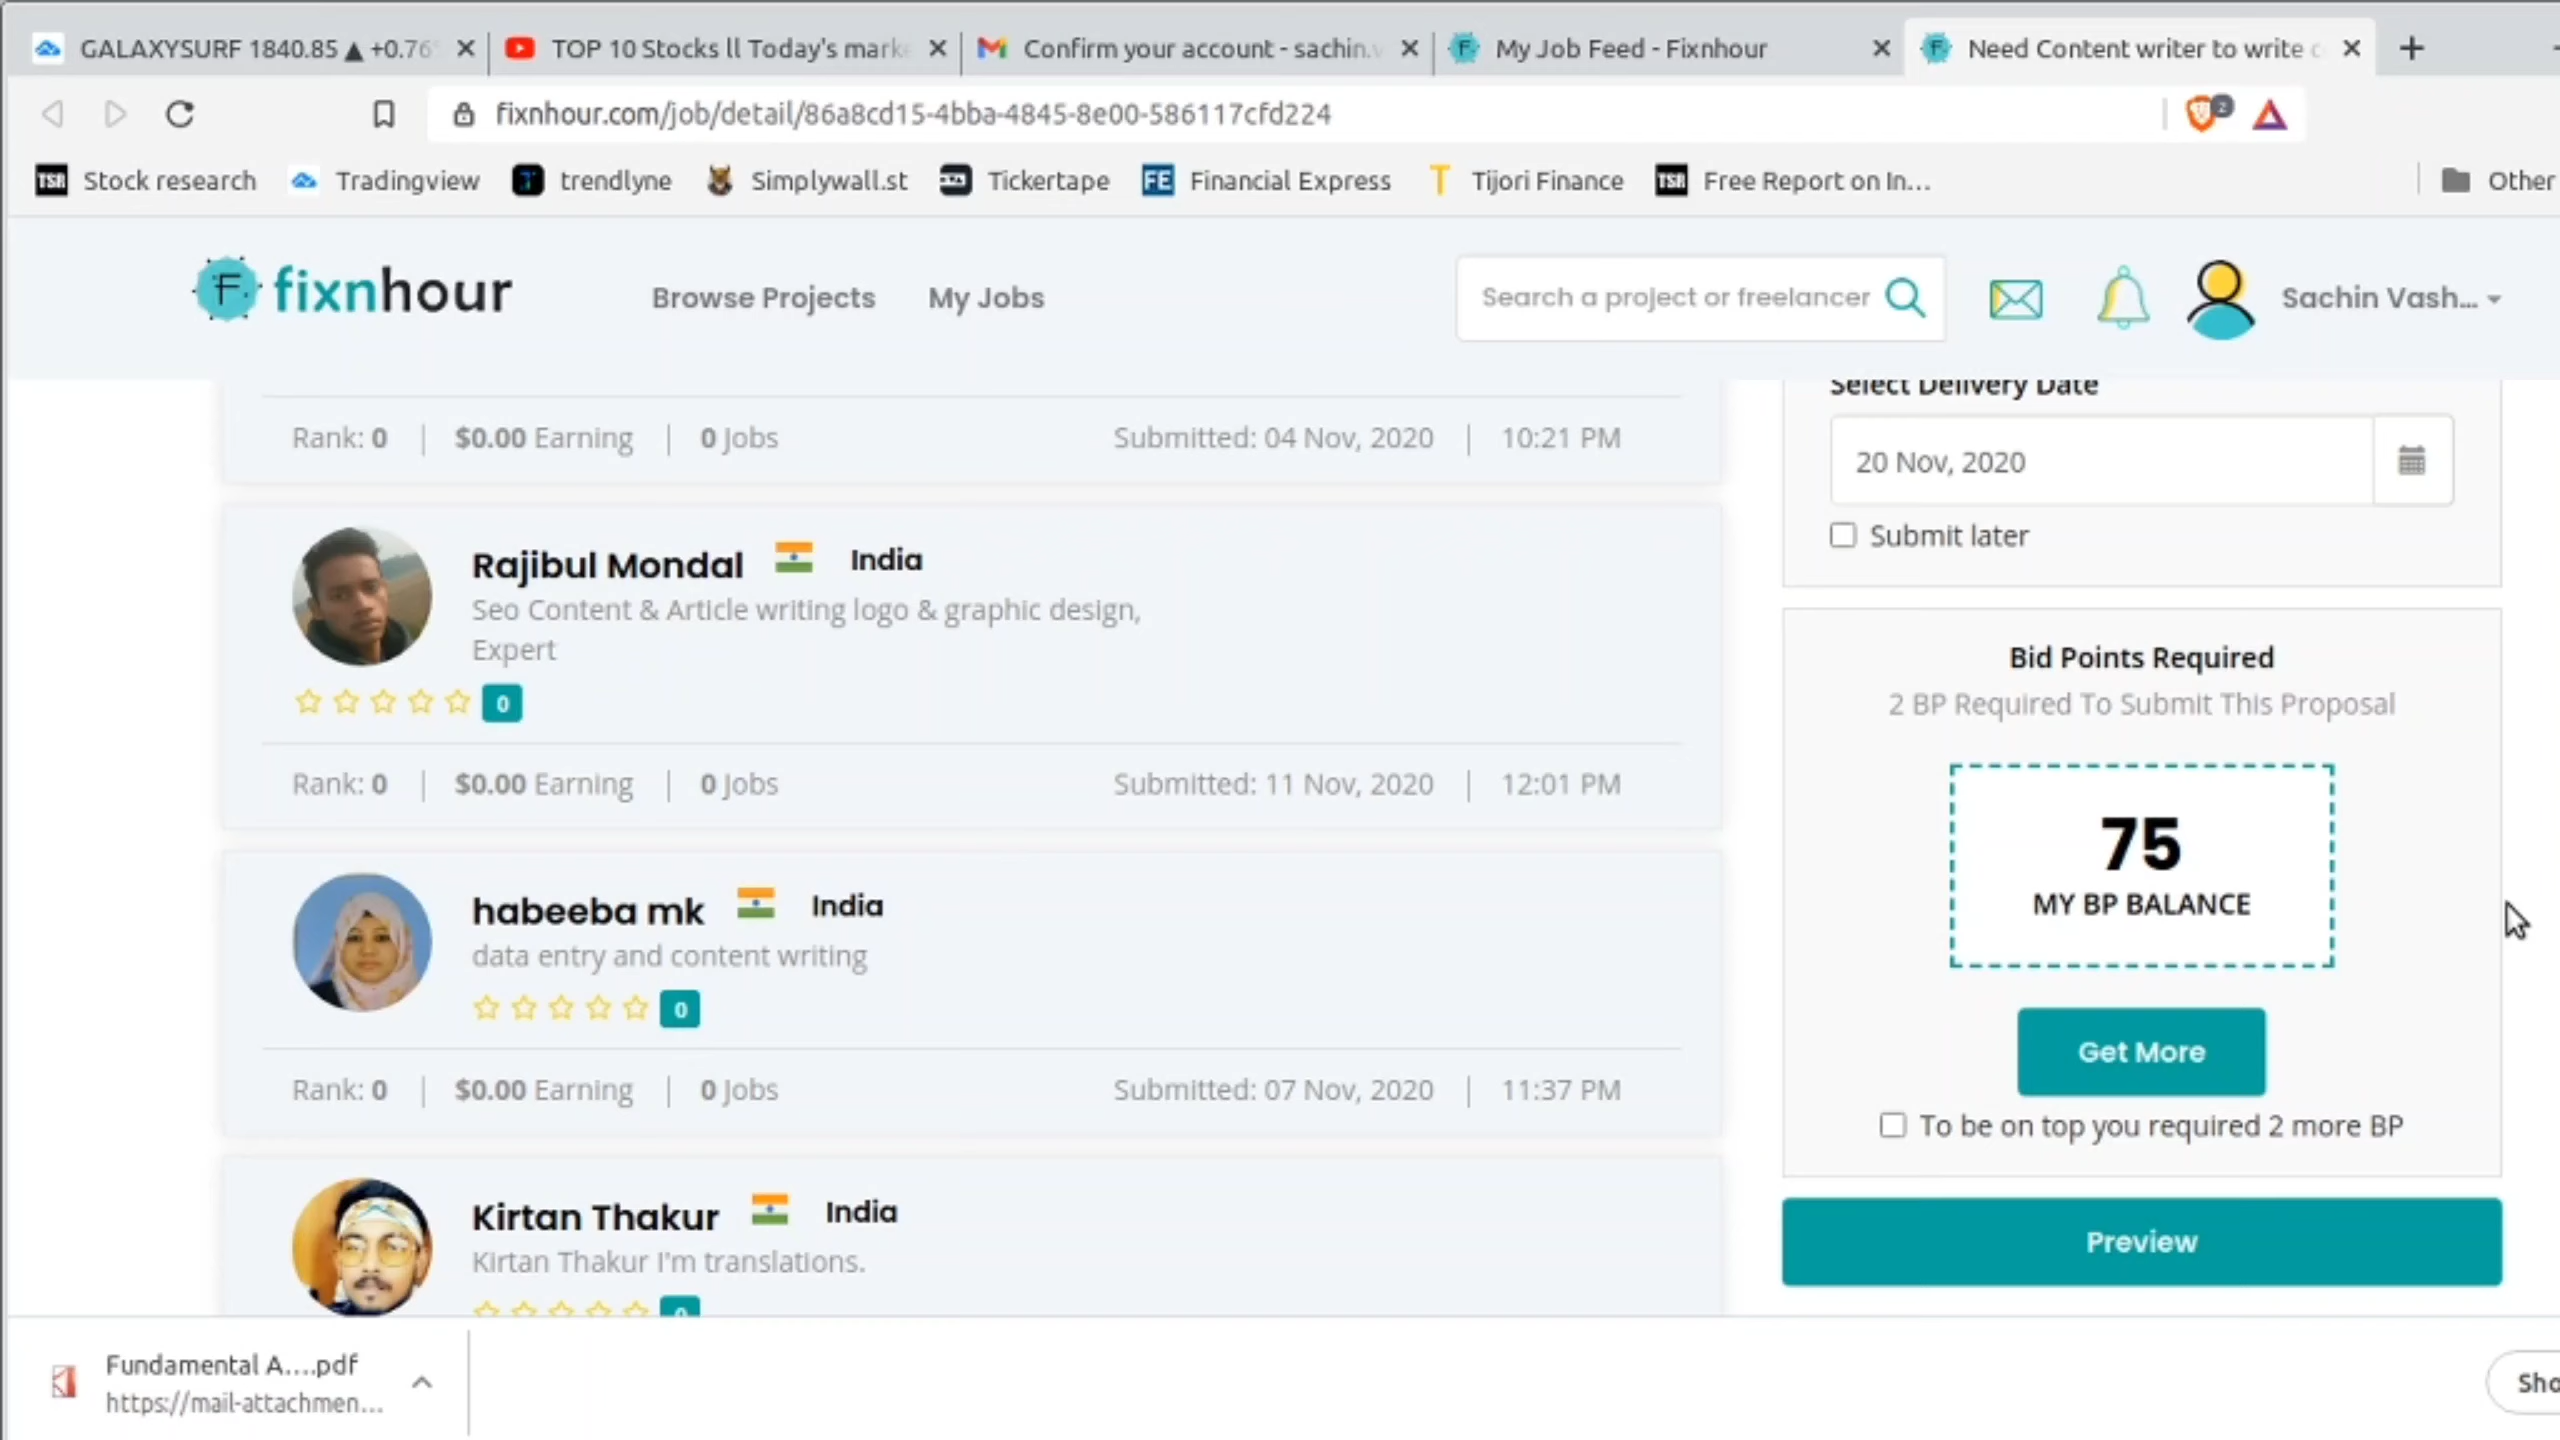 GALAXYSURF 1840.85 ▲ +0.76
TOP 10 Stocks ll Today's marke
Confirm your account - sachin.v
My Job Feed - Fixnhour
Need Content writer to write
fixnhour.com/job/detail/86a8cd15-4bba-4845-8e00-586117cfd224
2
TSR Stock research
Tradingview
trendlyne
Simplywall.st
Tickertape
FE Financial Express
Tijori Finance
TSR Free Report on In...
Other
F fixnhour
Browse Projects
My Jobs
Search a project or freelancer
Sachin Vash...
Rank: 0 | $0.00 Earning | 0 Jobs
Submitted: 04 Nov, 2020 | 10:21 PM
Rajibul Mondal India
Seo Content & Article writing logo & graphic design,
Expert
0
Rank: 0 | $0.00 Earning | 0 Jobs
Submitted: 11 Nov, 2020 | 12:01 PM
habeeba mk India
data entry and content writing
0
Rank: 0 | $0.00 Earning | 0 Jobs
Submitted: 07 Nov, 2020 | 11:37 PM
Kirtan Thakur India
Kirtan Thakur I'm translations.
0
Select Delivery Date
20 Nov, 2020
Submit later
Bid Points Required
2 BP Required To Submit This Proposal
75
MY BP BALANCE
Get More
To be on top you required 2 more BP
Preview
Fundamental A....pdf
https://mail-attachmen...
Sho